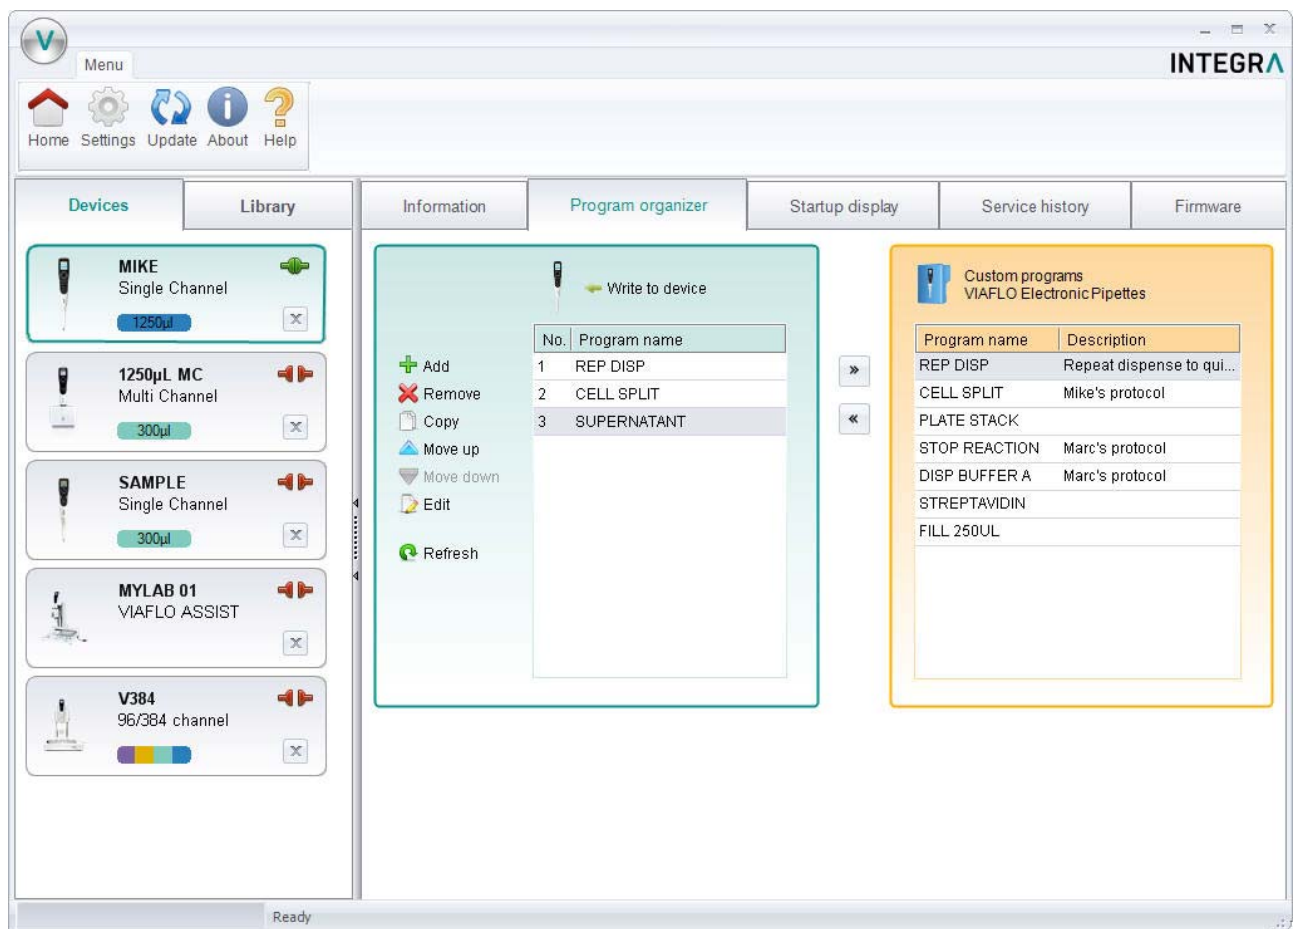 V
Menu
INTEGRA
Home Settings Update About Help
Devices Library
Information Program organizer Startup display Service history Firmware
MIKE
Single Channel
1250µl
1250µL MC
Multi Channel
300µl
SAMPLE
Single Channel
300µl
MYLAB 01
VIAFLO ASSIST
V384
96/384 channel
Write to device
Add
Remove
Copy
Move up
Move down
Edit
Refresh
No. Program name
1 REP DISP
2 CELL SPLIT
3 SUPERNATANT
»
«
Custom programs
VIAFLO Electronic Pipettes
Program name Description
REP DISP Repeat dispense to qui...
CELL SPLIT Mike's protocol
PLATE STACK
STOP REACTION Marc's protocol
DISP BUFFER A Marc's protocol
STREPTAVIDIN
FILL 250UL
Ready